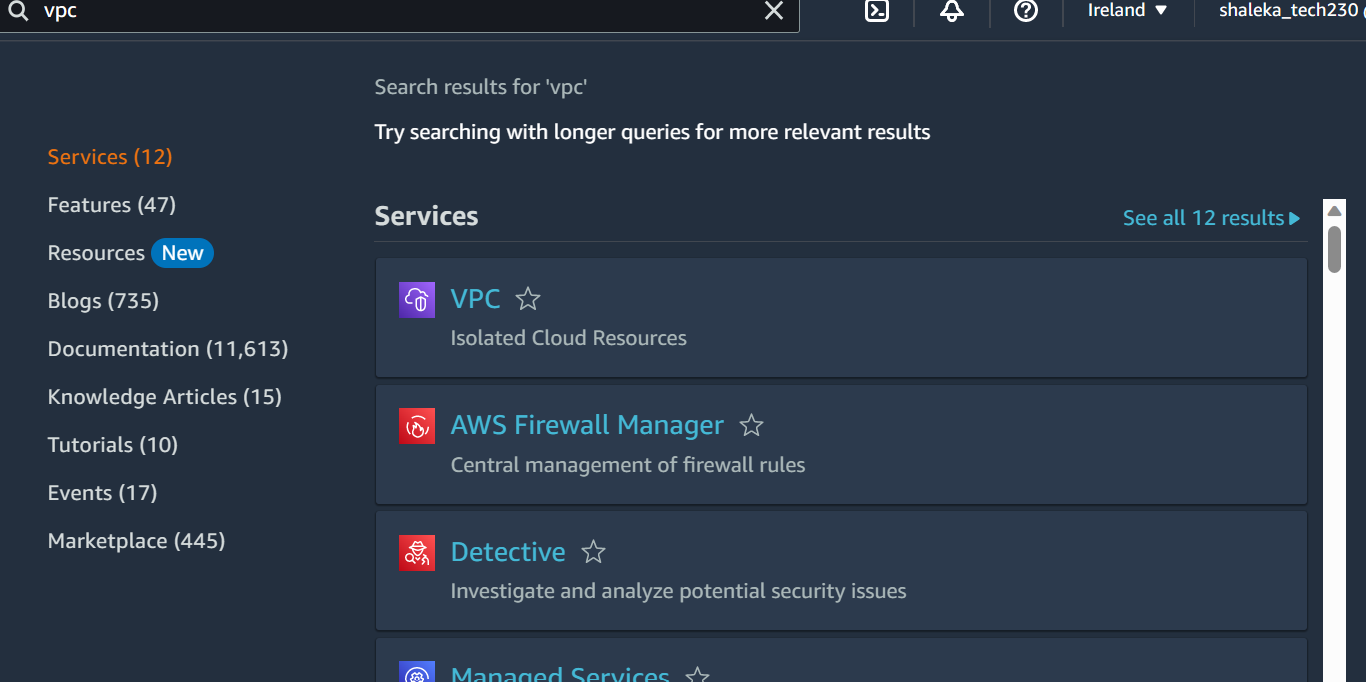 vpc
Ireland
shaleka_tech230
Search results for 'vpc'
Try searching with longer queries for more relevant results
Services (12)
Features (47)
Resources New
Blogs (735)
Documentation (11,613)
Knowledge Articles (15)
Tutorials (10)
Events (17)
Marketplace (445)
Services
See all 12 results
VPC
Isolated Cloud Resources
AWS Firewall Manager
Central management of firewall rules
Detective
Investigate and analyze potential security issues
Managed Services